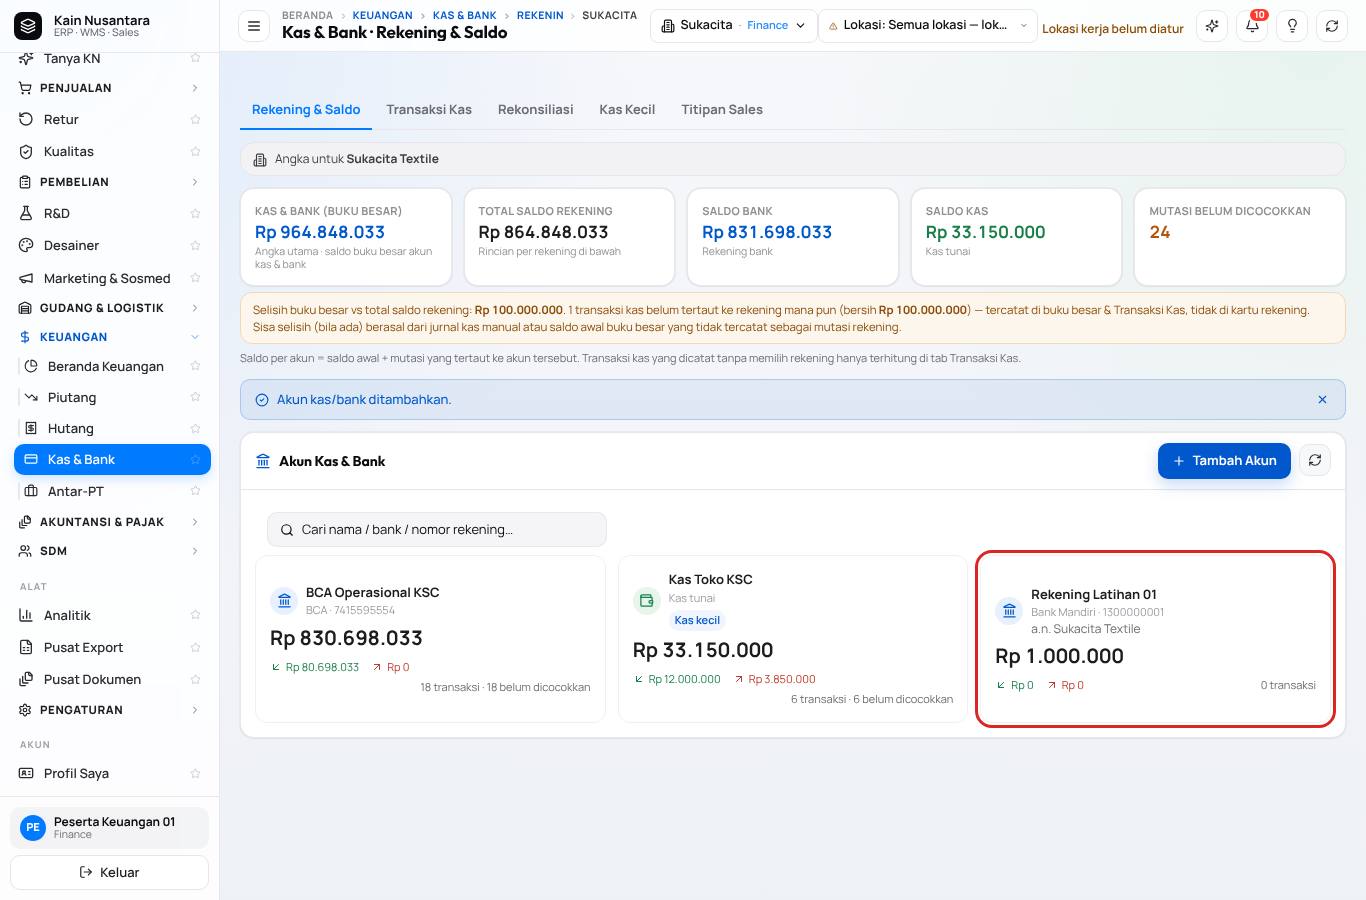 Kain Nusantara
ERP · WMS · Sales
Tanya KN
PENJUALAN
Retur
Kualitas
PEMBELIAN
R&D
Desainer
Marketing & Sosmed
GUDANG & LOGISTIK
KEUANGAN
Beranda Keuangan
Piutang
Hutang
Kas & Bank
Antar-PT
AKUNTANSI & PAJAK
SDM
ALAT
Analitik
Pusat Export
Pusat Dokumen
PENGATURAN
AKUN
Profil Saya
PE
Peserta Keuangan 01
Finance
Keluar
BERANDA › KEUANGAN › KAS & BANK › REKENIN › SUKACITA
Kas & Bank · Rekening & Saldo
Sukacita · Finance
Lokasi: Semua lokasi — lok...
Lokasi kerja belum diatur
10
Rekening & Saldo
Transaksi Kas
Rekonsiliasi
Kas Kecil
Titipan Sales
Angka untuk Sukacita Textile
KAS & BANK (BUKU BESAR)
Rp 964.848.033
Angka utama · saldo buku besar akun
kas & bank
TOTAL SALDO REKENING
Rp 864.848.033
Rincian per rekening di bawah
SALDO BANK
Rp 831.698.033
Rekening bank
SALDO KAS
Rp 33.150.000
Kas tunai
MUTASI BELUM DICOCOKKAN
24
Selisih buku besar vs total saldo rekening: Rp 100.000.000. 1 transaksi kas belum tertaut ke rekening mana pun (bersih Rp 100.000.000) — tercatat di buku besar & Transaksi Kas, tidak di kartu rekening.
Sisa selisih (bila ada) berasal dari jurnal kas manual atau saldo awal buku besar yang tidak tercatat sebagai mutasi rekening.
Saldo per akun = saldo awal + mutasi yang tertaut ke akun tersebut. Transaksi kas yang dicatat tanpa memilih rekening hanya terhitung di tab Transaksi Kas.
Akun kas/bank ditambahkan.
Akun Kas & Bank
Tambah Akun
Cari nama / bank / nomor rekening...
BCA Operasional KSC
BCA · 7415595554
Rp 830.698.033
Rp 80.698.033 Rp 0
18 transaksi · 18 belum dicocokkan
Kas Toko KSC
Kas tunai
Kas kecil
Rp 33.150.000
Rp 12.000.000 Rp 3.850.000
6 transaksi · 6 belum dicocokkan
Rekening Latihan 01
Bank Mandiri · 1300000001
a.n. Sukacita Textile
Rp 1.000.000
Rp 0 Rp 0
0 transaksi